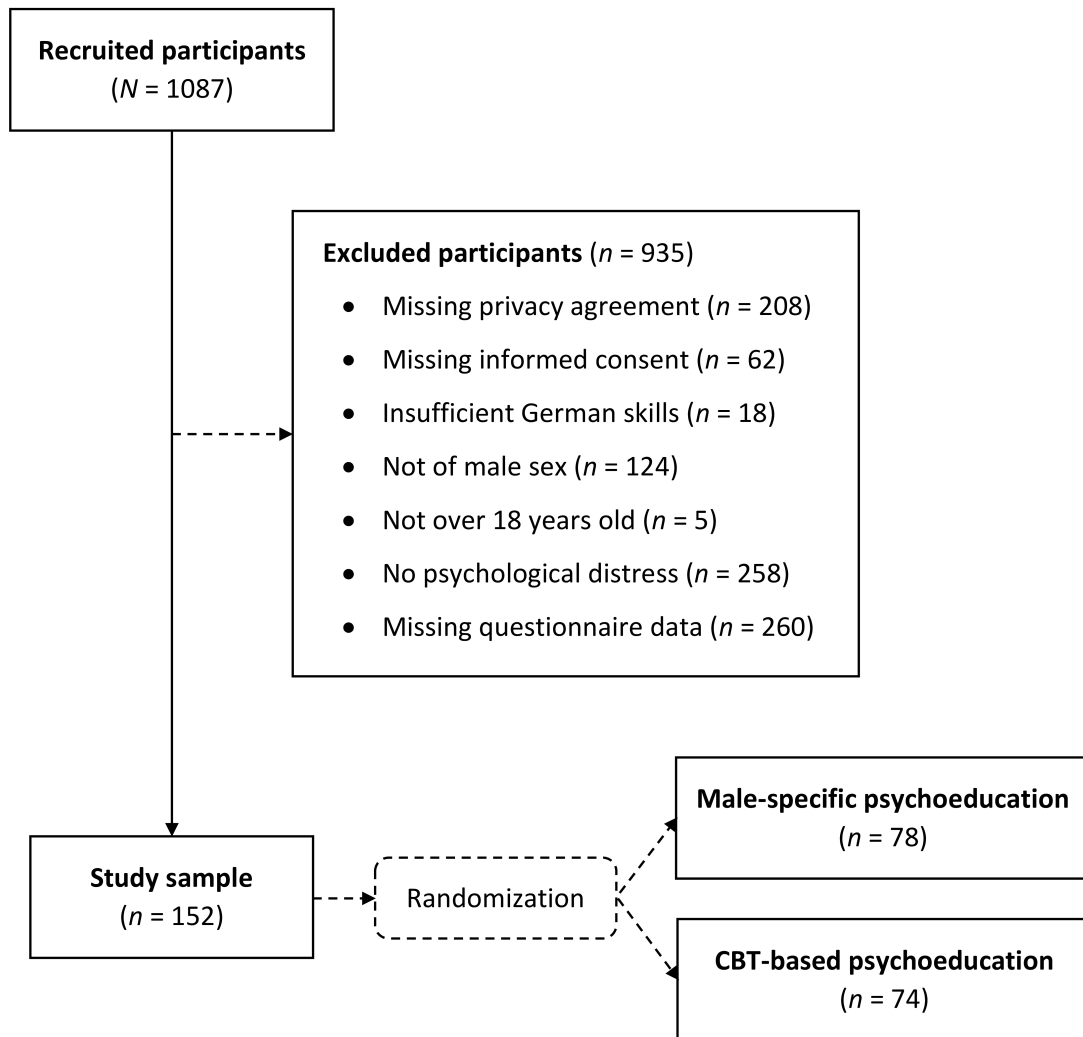 Recruited participants
(N = 1087)
Excluded participants (n = 935)
• Missing privacy agreement (n = 208)
• Missing informed consent (n = 62)
• Insufficient German skills (n = 18)
• Not of male sex (n = 124)
• Not over 18 years old (n = 5)
• No psychological distress (n = 258)
• Missing questionnaire data (n = 260)
Study sample
(n = 152)
Randomization
Male-specific psychoeducation
(n = 78)
CBT-based psychoeducation
(n = 74)